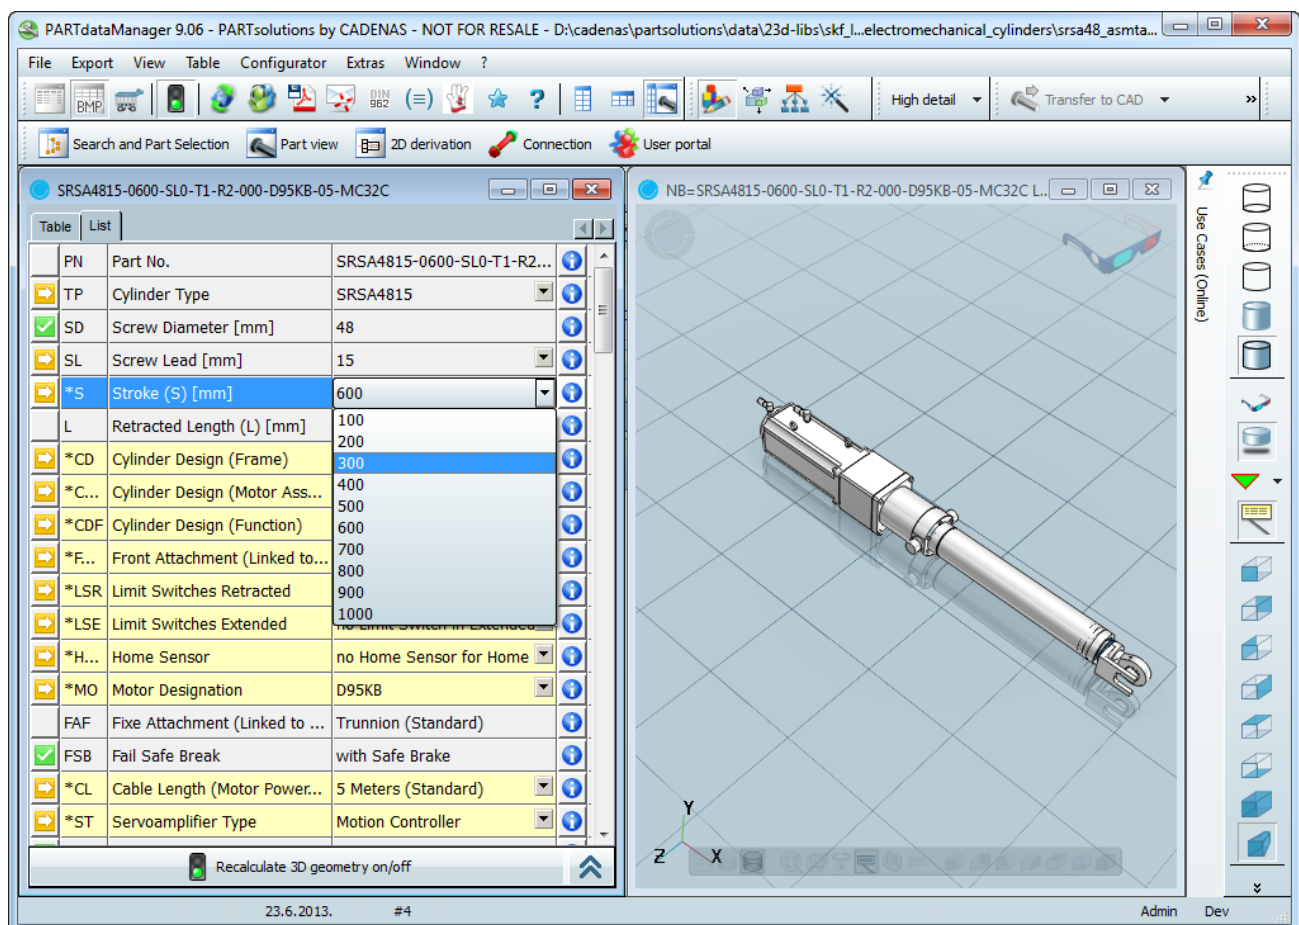 PARTdataManager 9.06 - PARTsolutions by CADENAS - NOT FOR RESALE - D:\cadenas\partsolutions\data\23d-libs\skf_l...electromechanical_cylinders\srsa48_asmta...
File Export View Table Configurator Extras Window ?
BMP DIN 962 (=) ? High detail Transfer to CAD »
Search and Part Selection Part view 2D derivation Connection User portal
SRSA4815-0600-SL0-T1-R2-000-D95KB-05-MC32C
Table List
PN Part No. SRSA4815-0600-SL0-T1-R2...
TP Cylinder Type SRSA4815
SD Screw Diameter [mm] 48
SL Screw Lead [mm] 15
*S Stroke (S) [mm] 600
L Retracted Length (L) [mm]
*CD Cylinder Design (Frame)
*C... Cylinder Design (Motor Ass...
*CDF Cylinder Design (Function)
*F... Front Attachment (Linked to...
*LSR Limit Switches Retracted
*LSE Limit Switches Extended
100
200
300
400
500
600
700
800
900
1000
*H... Home Sensor no Home Sensor for Home
*MO Motor Designation D95KB
FAF Fixe Attachment (Linked to ... Trunnion (Standard)
FSB Fail Safe Break with Safe Brake
*CL Cable Length (Motor Power... 5 Meters (Standard)
*ST Servoamplifier Type Motion Controller
Recalculate 3D geometry on/off
NB=SRSA4815-0600-SL0-T1-R2-000-D95KB-05-MC32C L...
Y
Z
X
Use Cases (Online)
23.6.2013. #4 Admin Dev